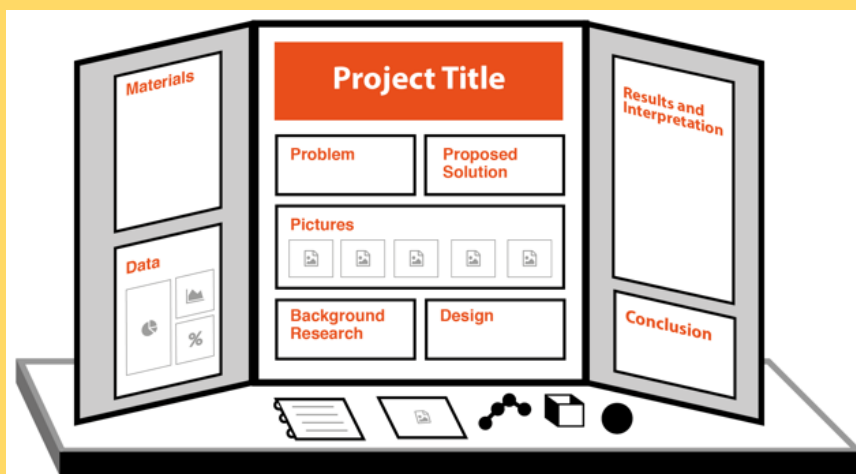 Materials
Data
%
Project Title
Problem
Proposed
Solution
Pictures
Background
Research
Design
Results and
Interpretation
Conclusion